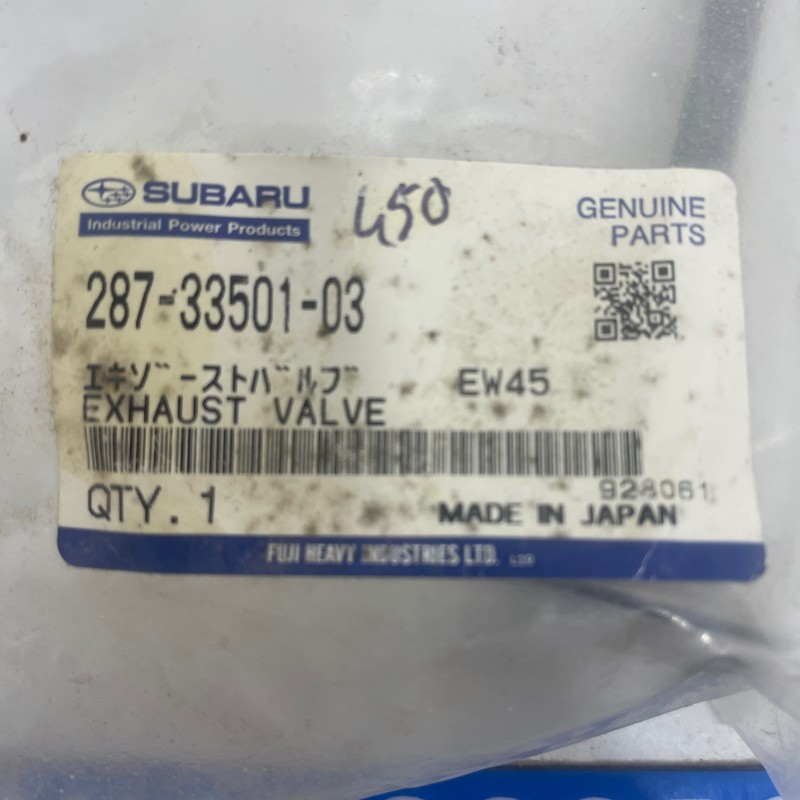 SUBARU
Industrial Power Products
450
GENUINE
PARTS
287-33501-03
エキゾーストバルブ EW45
EXHAUST VALVE
928061
QTY. 1
MADE IN JAPAN
FUJI HEAVY INDUSTRIES LTD.